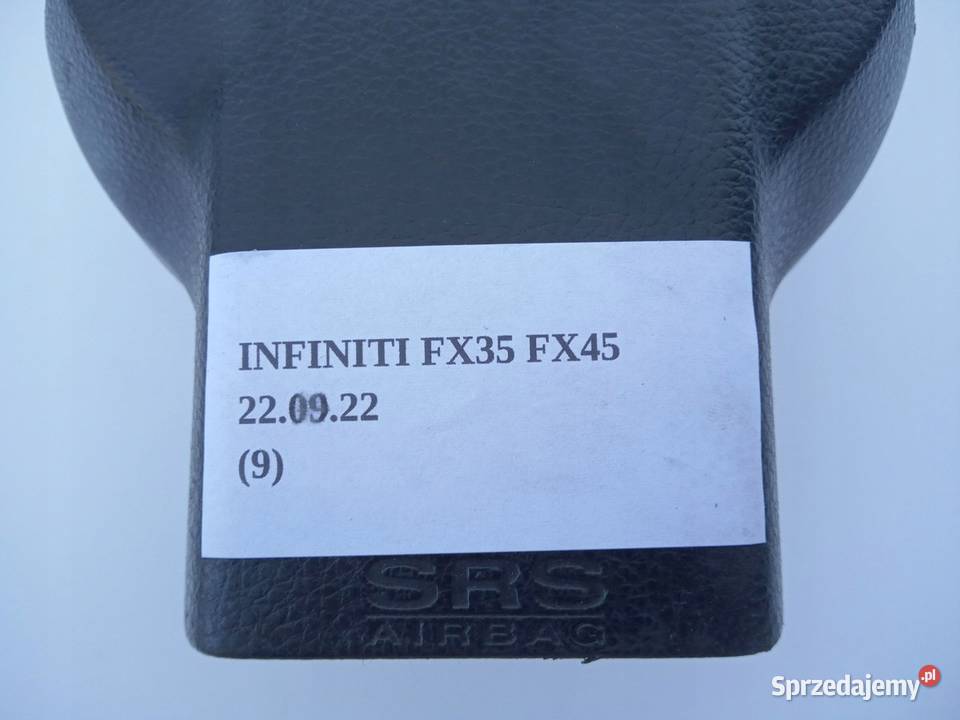 INFINITI FX35 FX45
22.09.22
(9)
SRS
AIRBAG
Sprzedajemy.pl